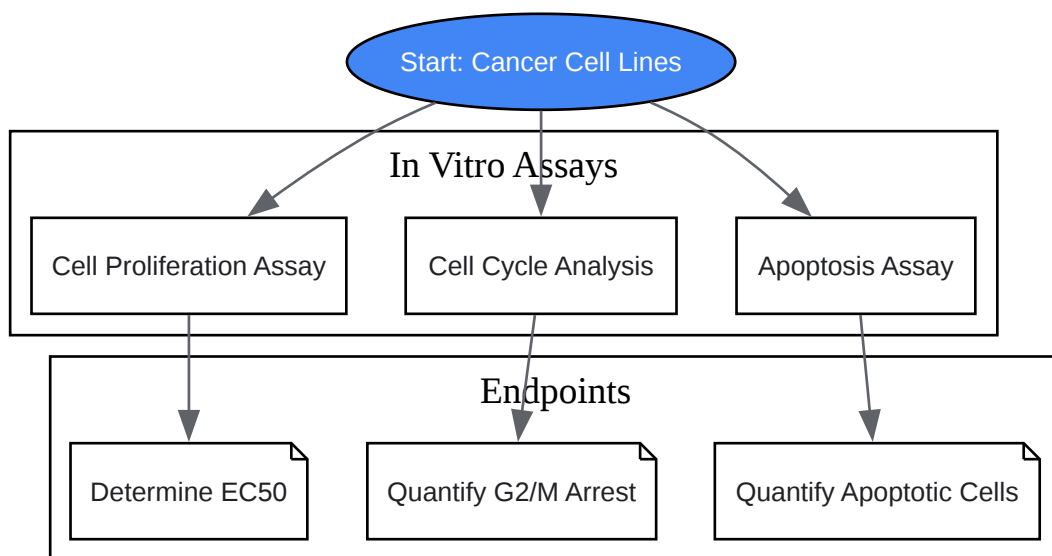 Start: Cancer Cell Lines
In Vitro Assays
Cell Proliferation Assay
Cell Cycle Analysis
Apoptosis Assay
Endpoints
Determine EC50
Quantify G2/M Arrest
Quantify Apoptotic Cells